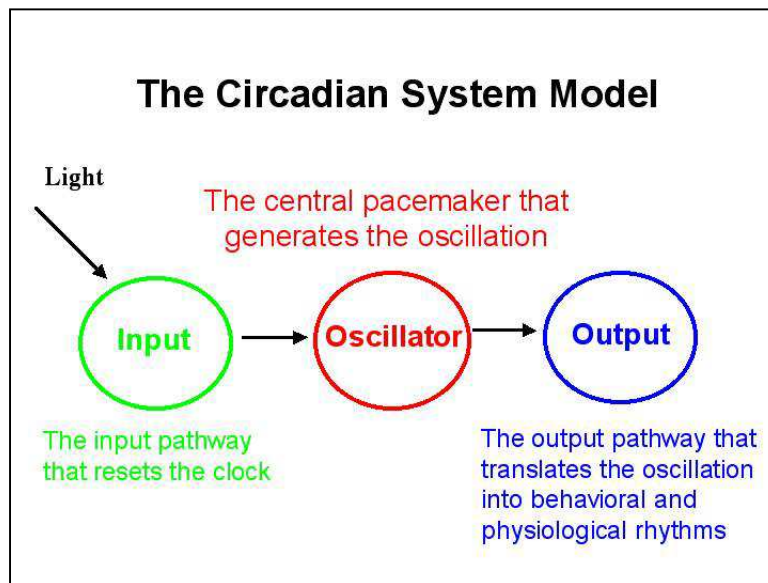 The Circadian System Model
Light
The central pacemaker that
generates the oscillation
Input
Oscillator
Output
The input pathway
that resets the clock
The output pathway that
translates the oscillation
into behavioral and
physiological rhythms